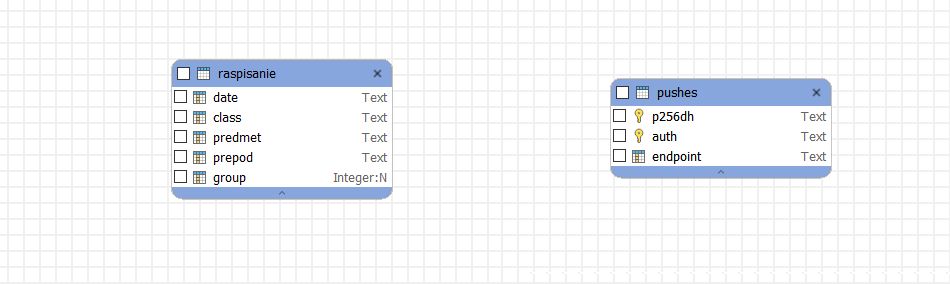 raspisanie
date Text
class Text
predmet Text
prepod Text
group Integer:N
pushes
p256dh Text
auth Text
endpoint Text